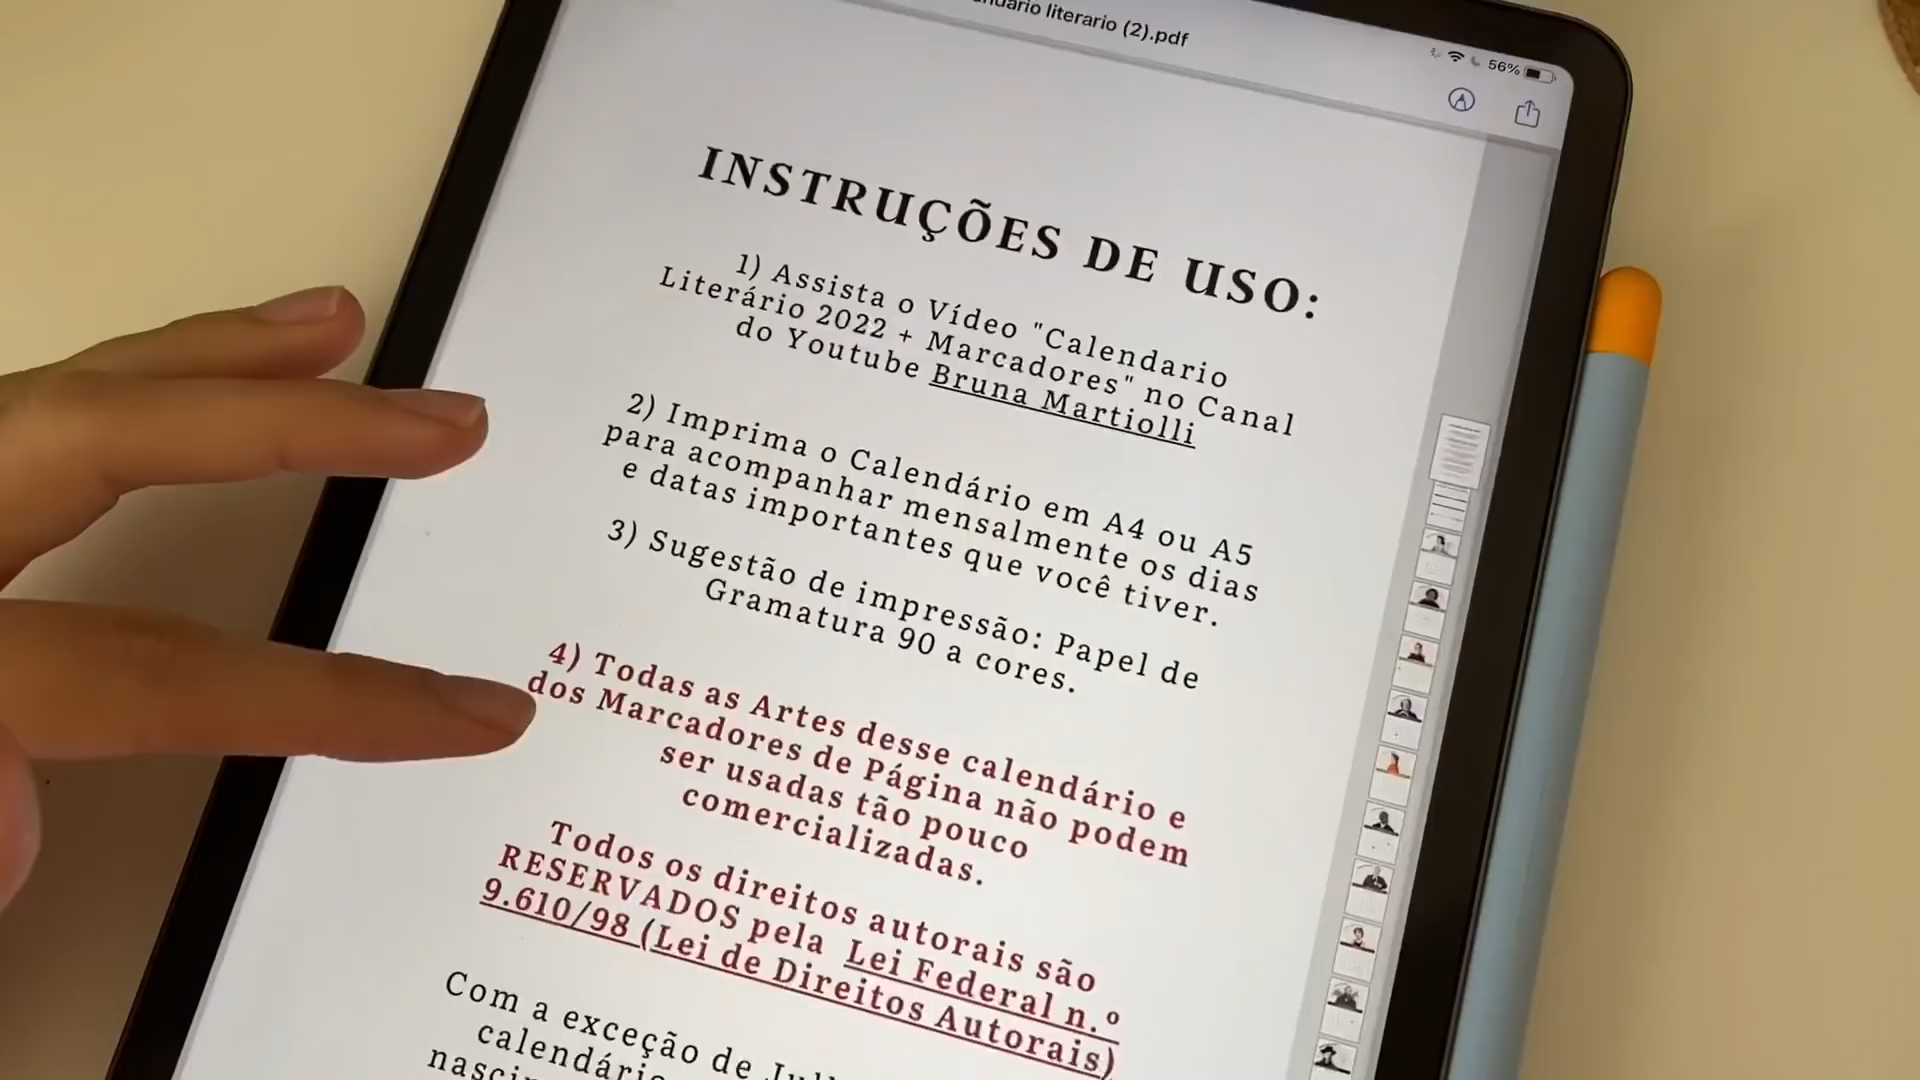 literario (2).pdf
56%
INSTRUÇÕES DE USO:
1) Assista o Vídeo "Calendario
Literário 2022 + Marcadores" no Canal
do Youtube Bruna Martiolli
2) Imprima o Calendário em A4 ou A5
para acompanhar mensalmente os dias
e datas importantes que você tiver.
3) Sugestão de impressão: Papel de
Gramatura 90 a cores.
4) Todas as Artes desse calendário e
dos Marcadores de Página não podem
ser usadas tão pouco
comercializadas.
Todos os direitos autorais são
RESERVADOS pela Lei Federal n.º
9.610/98 (Lei de Direitos Autorais)
Com a exceção de